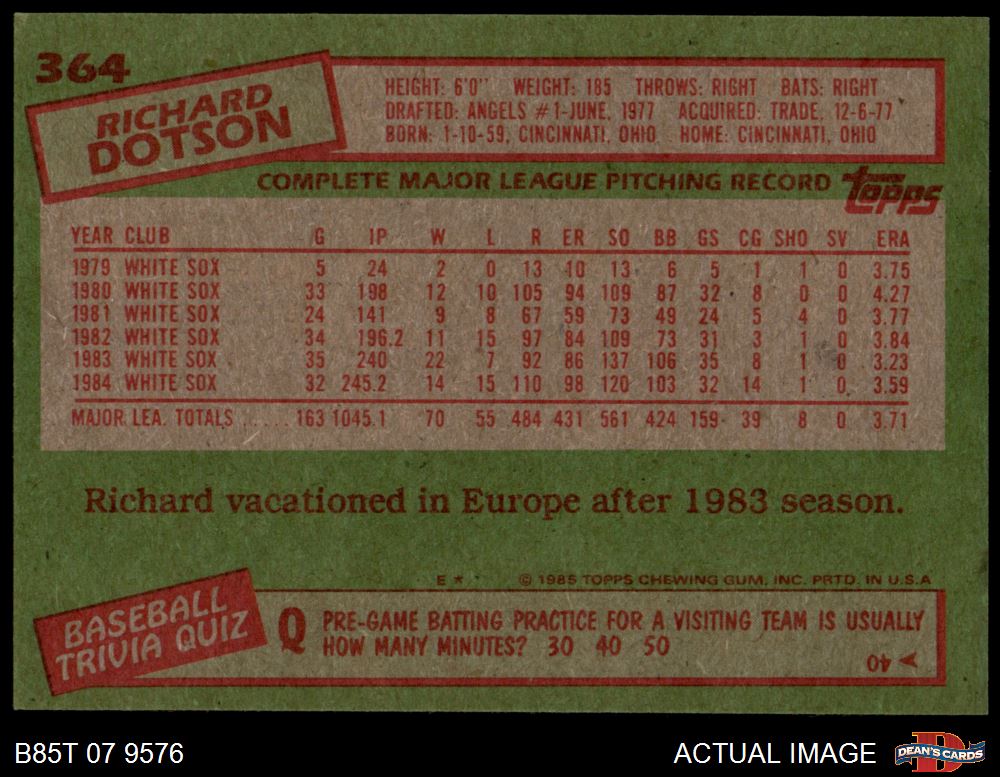 364
RICHARD
DOTSON
HEIGHT: 6'0'' WEIGHT: 185 THROWS: RIGHT BATS: RIGHT
DRAFTED: ANGELS #1-JUNE, 1977 ACQUIRED: TRADE, 12-6-77
BORN: 1-10-59, CINCINNATI, OHIO HOME: CINCINNATI, OHIO
COMPLETE MAJOR LEAGUE PITCHING RECORD topps
YEAR CLUB G IP W L R ER SO BB GS CG SHO SV ERA
1979 WHITE SOX 5 24 2 0 13 10 13 6 5 1 1 0 3.75
1980 WHITE SOX 33 198 12 10 105 94 109 87 32 8 0 0 4.27
1981 WHITE SOX 24 141 9 8 67 59 73 49 24 5 4 0 3.77
1982 WHITE SOX 34 196.2 11 15 97 84 109 73 31 3 1 0 3.84
1983 WHITE SOX 35 240 22 7 92 86 137 106 35 8 1 0 3.23
1984 WHITE SOX 32 245.2 14 15 110 98 120 103 32 14 1 0 3.59
MAJOR LEA. TOTALS ..... 163 1045.1 70 55 484 431 561 424 159 39 8 0 3.71
Richard vacationed in Europe after 1983 season.
E * © 1985 TOPPS CHEWING GUM, INC. PRTD. IN U.S.A
BASEBALL
TRIVIA QUIZ
Q PRE-GAME BATTING PRACTICE FOR A VISITING TEAM IS USUALLY
HOW MANY MINUTES? 30 40 50
A 40
B85T 07 9576 ACTUAL IMAGE DEAN'S CARDS